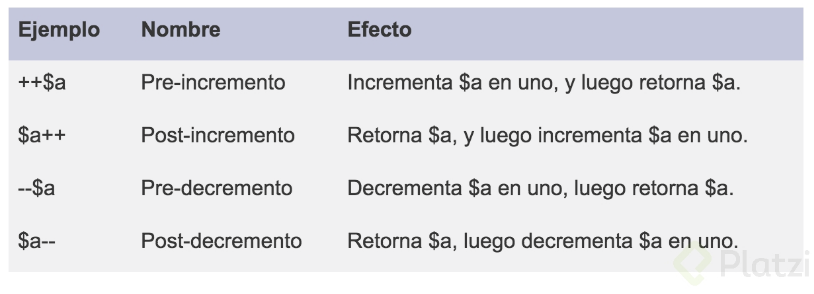 Ejemplo Nombre Efecto
++$a Pre-incremento Incrementa $a en uno, y luego retorna $a.
$a++ Post-incremento Retorna $a, y luego incrementa $a en uno.
--$a Pre-decremento Decrementa $a en uno, luego retorna $a.
$a-- Post-decremento Retorna $a, luego decrementa $a en uno.
Platzi